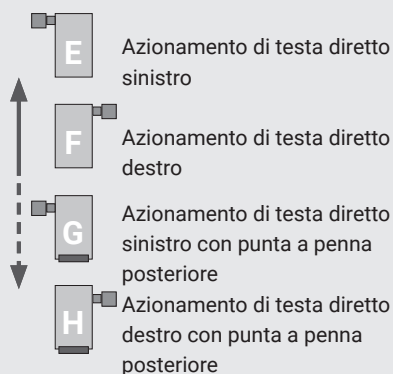 E
Azionamento di testa diretto
sinistro
F
Azionamento di testa diretto
destro
G
Azionamento di testa diretto
sinistro con punta a penna
posteriore
H
Azionamento di testa diretto
destro con punta a penna
posteriore